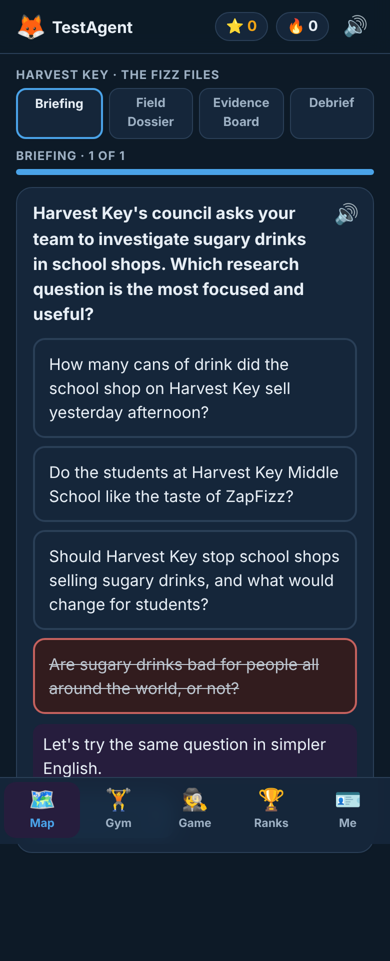 TestAgent
0
0
HARVEST KEY · THE FIZZ FILES
Briefing
Field
Dossier
Evidence
Board
Debrief
BRIEFING · 1 OF 1
Harvest Key's council asks your
team to investigate sugary drinks
in school shops. Which research
question is the most focused and
useful?
How many cans of drink did the
school shop on Harvest Key sell
yesterday afternoon?
Do the students at Harvest Key Middle
School like the taste of ZapFizz?
Should Harvest Key stop school shops
selling sugary drinks, and what would
change for students?
Are sugary drinks bad for people all
around the world, or not?
Let's try the same question in simpler
English.
Map
Gym
Game
Ranks
Me